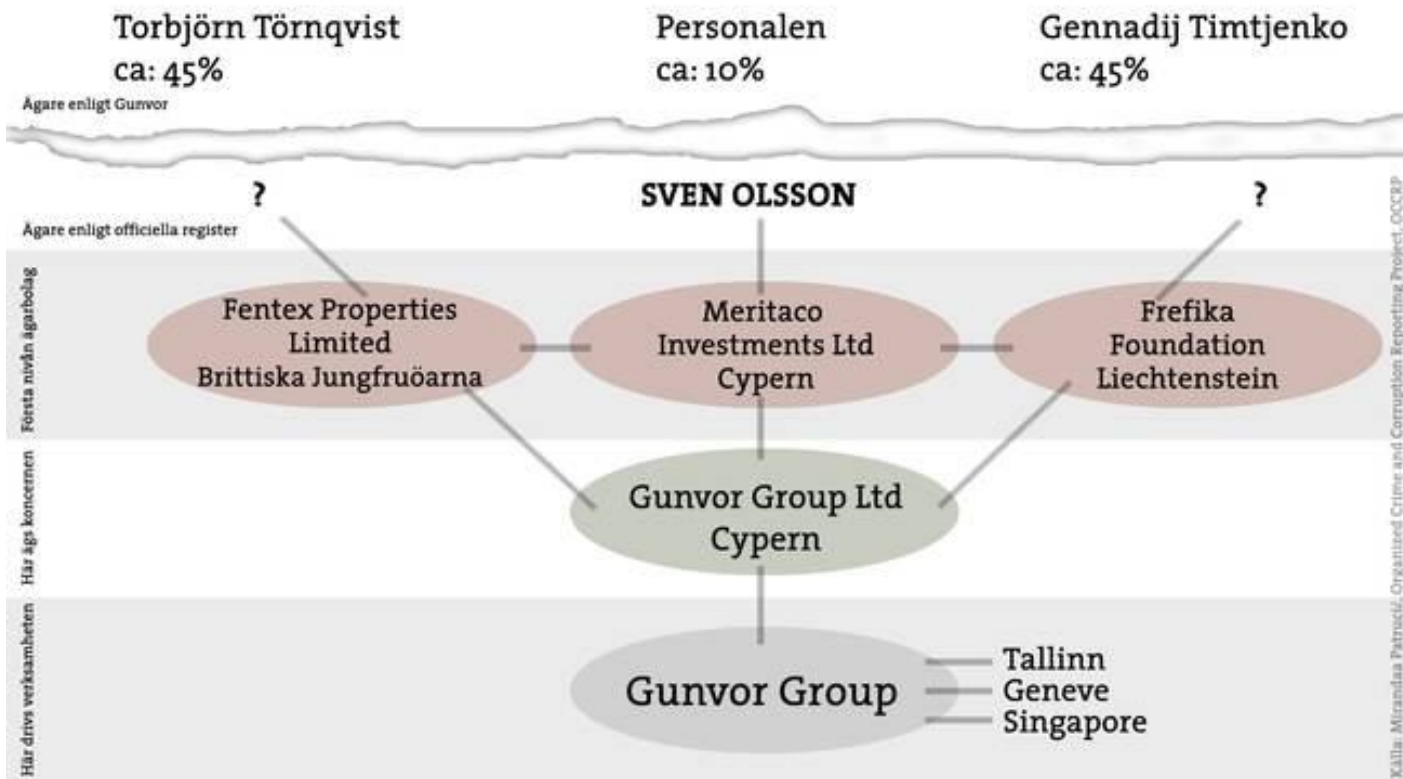 Torbjörn Törnqvist
ca: 45%
Personalen
ca: 10%
Gennadij Timtjenko
ca: 45%
Ägare enligt Gunvor
?
SVEN OLSSON
?
Ägare enligt officiella register
Första nivån ägarbolag
Fentex Properties
Limited
Brittiska Jungfruöarna
Meritaco
Investments Ltd
Cypern
Frefika
Foundation
Liechtenstein
Här ägs koncernen
Gunvor Group Ltd
Cypern
Här drivs verksamheten
Gunvor Group
Tallinn
Geneve
Singapore
Källa: Mirandaa Patrucić, Organized Crime and Corruption Reporting Project, OCCRP